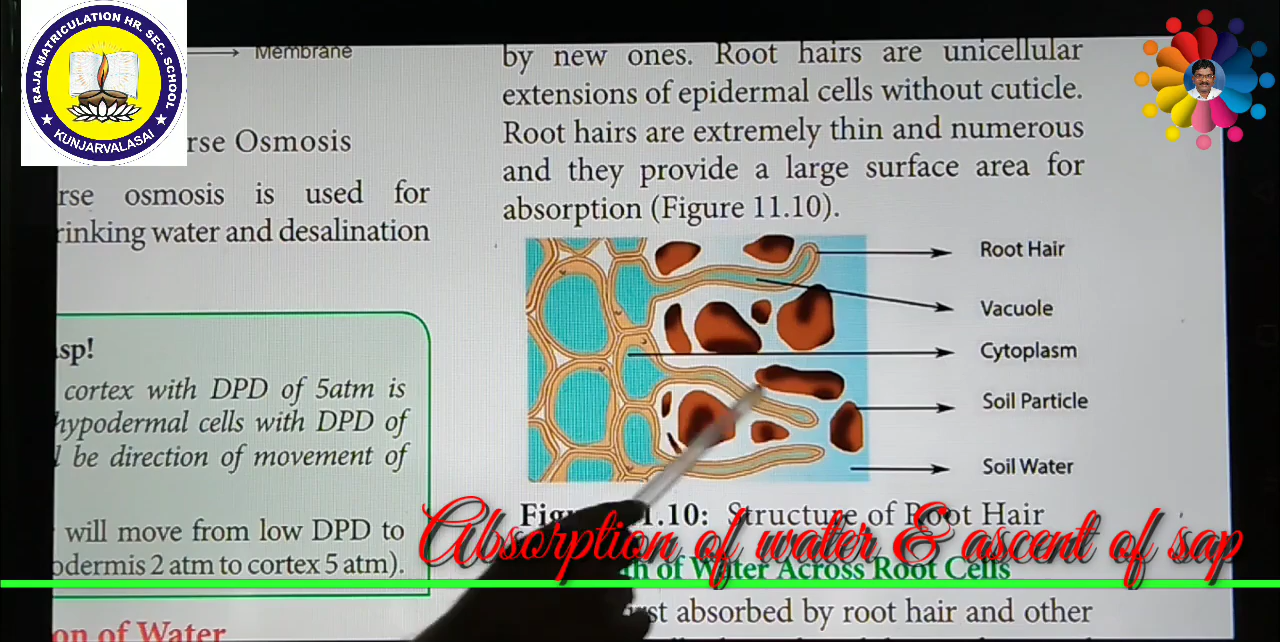 RAJA MATRICULATION HR. SEC. SCHOOL
KUNJARVALASAI
Membrane
rse Osmosis
rse osmosis is used for
rinking water and desalination
sp!
cortex with DPD of 5atm is
hypodermal cells with DPD of
be direction of movement of
will move from low DPD to
odermis 2 atm to cortex 5 atm).
on of Water
by new ones. Root hairs are unicellular
extensions of epidermal cells without cuticle.
Root hairs are extremely thin and numerous
and they provide a large surface area for
absorption (Figure 11.10).
Root Hair
Vacuole
Cytoplasm
Soil Particle
Soil Water
1.10: Structure of Root Hair
Absorption of water & ascent of sap
of Water Across Root Cells
absorbed by root hair and other